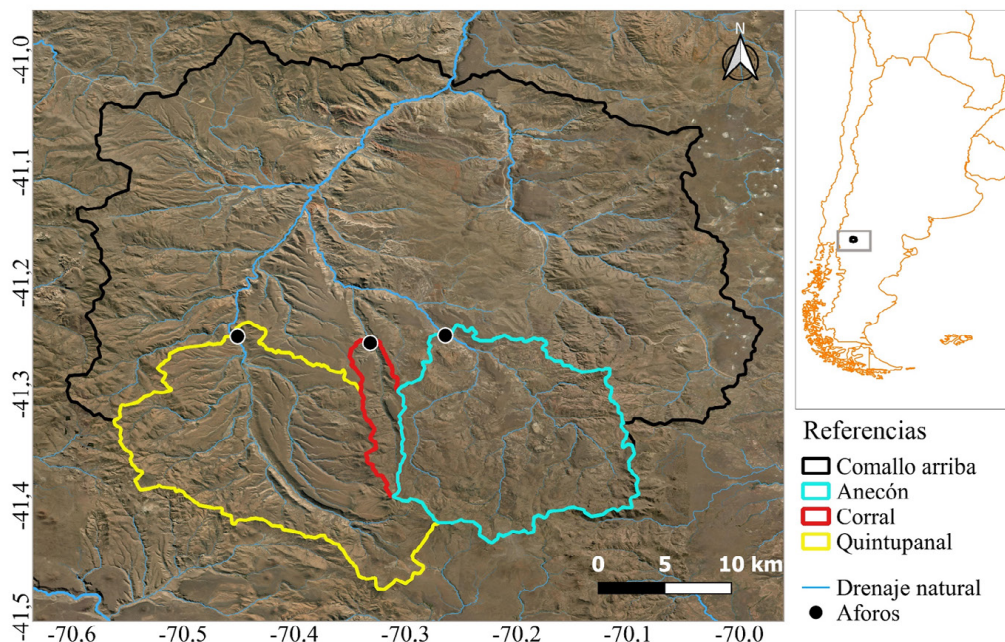 N
-41,0
-41,1
-41,2
-41,3
-41,4
-41,5
-70.6
-70.5
-70.4
-70.3
-70.2
-70.1
-70.0
0 5 10 km
Referencias
Comallo arriba
Anecón
Corral
Quintupanal
Drenaje natural
Aforos